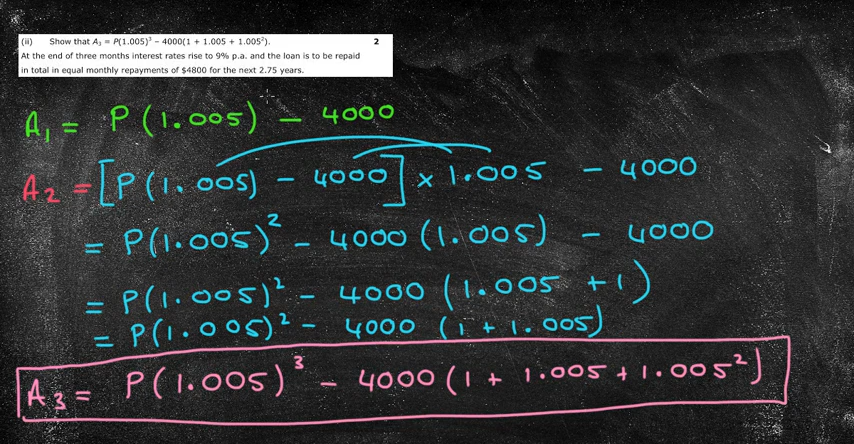 (ii) Show that A₃ = P(1.005)³ – 4000(1 + 1.005 + 1.005²). 2
At the end of three months interest rates rise to 9% p.a. and the loan is to be repaid
in total in equal monthly repayments of $4800 for the next 2.75 years.
A₁ = P(1.005) – 4000
A₂ = [P(1.005) – 4000] × 1.005 – 4000
= P(1.005)² – 4000(1.005) – 4000
= P(1.005)² – 4000(1.005 + 1)
= P(1.005)² – 4000(1 + 1.005)
A₃ = P(1.005)³ – 4000(1 + 1.005 + 1.005²)